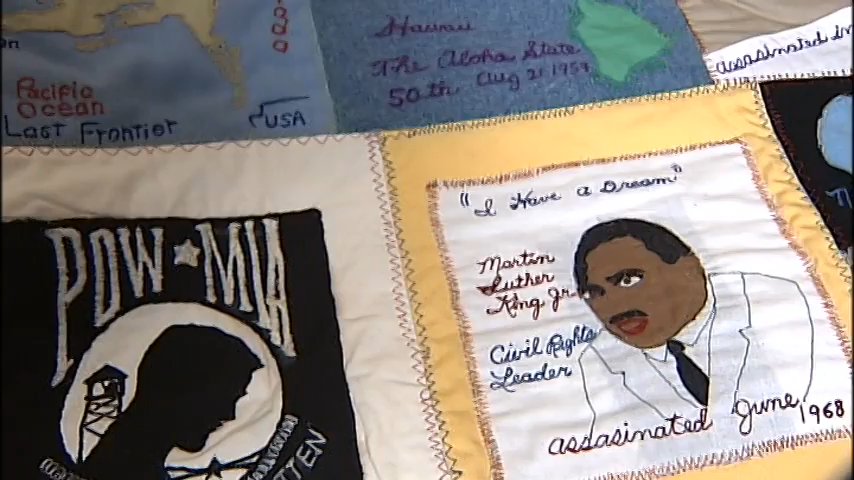 Pacific
Ocean
Last Frontier
USA
Hawaii
The Aloha State
50th Aug 21 1959
assasinated in
POW★MIA
"I Have a Dream"
Martin
Luther
King Jr.
Civil Rights
Leader
assasinated June 1968